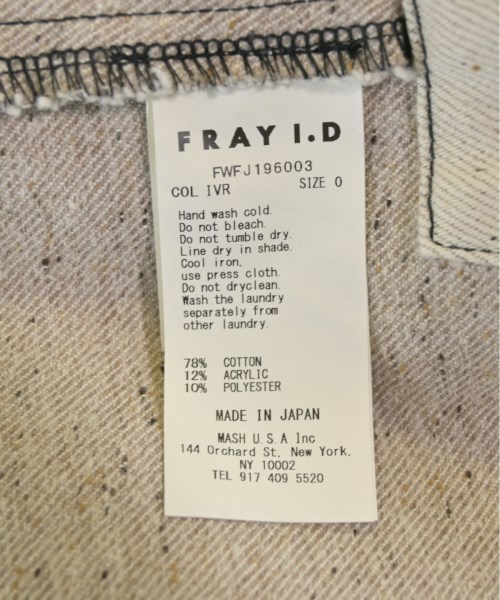 FRAY I.D
FWFJ196003
COL IVR SIZE 0
Hand wash cold.
Do not bleach.
Do not tumble dry.
Line dry in shade.
Cool iron,
use press cloth.
Do not dryclean.
Wash the laundry
separately from
other laundry.
78% COTTON
12% ACRYLIC
10% POLYESTER
MADE IN JAPAN
MASH U.S.A Inc
144 Orchard St, New York,
NY 10002
TEL 917 409 5520